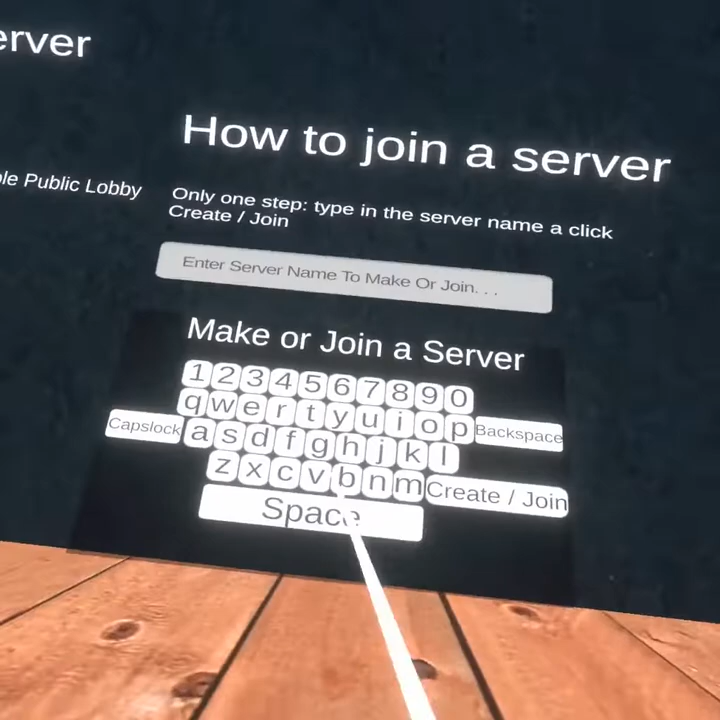 erver
How to join a server
le Public Lobby
Only one step: type in the server name a click
Create / Join
Enter Server Name To Make Or Join. . .
Make or Join a Server
1 2 3 4 5 6 7 8 9 0
q w e r t y u i o p Backspace
Capslock a s d f g h j k l
z x c v b n m Create / Join
Space